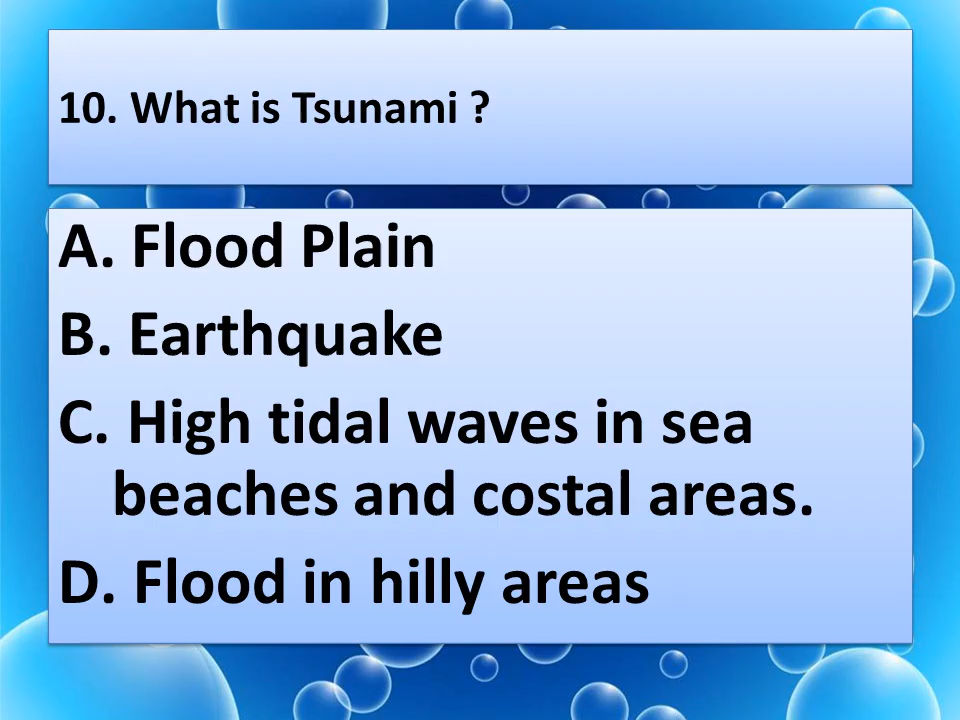 10. What is Tsunami ?
A. Flood Plain
B. Earthquake
C. High tidal waves in sea
beaches and costal areas.
D. Flood in hilly areas